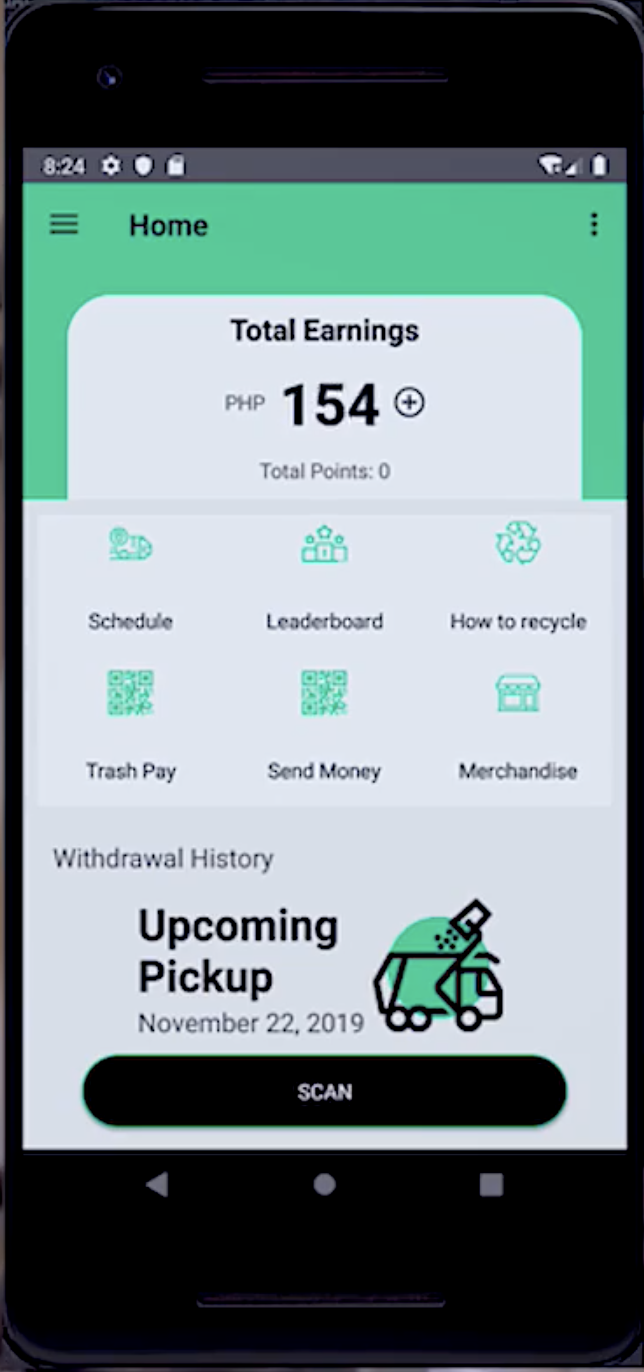 8:24
Home
Total Earnings
PHP 154
Total Points: 0
Schedule Leaderboard How to recycle
Trash Pay Send Money Merchandise
Withdrawal History
Upcoming
Pickup
November 22, 2019
SCAN